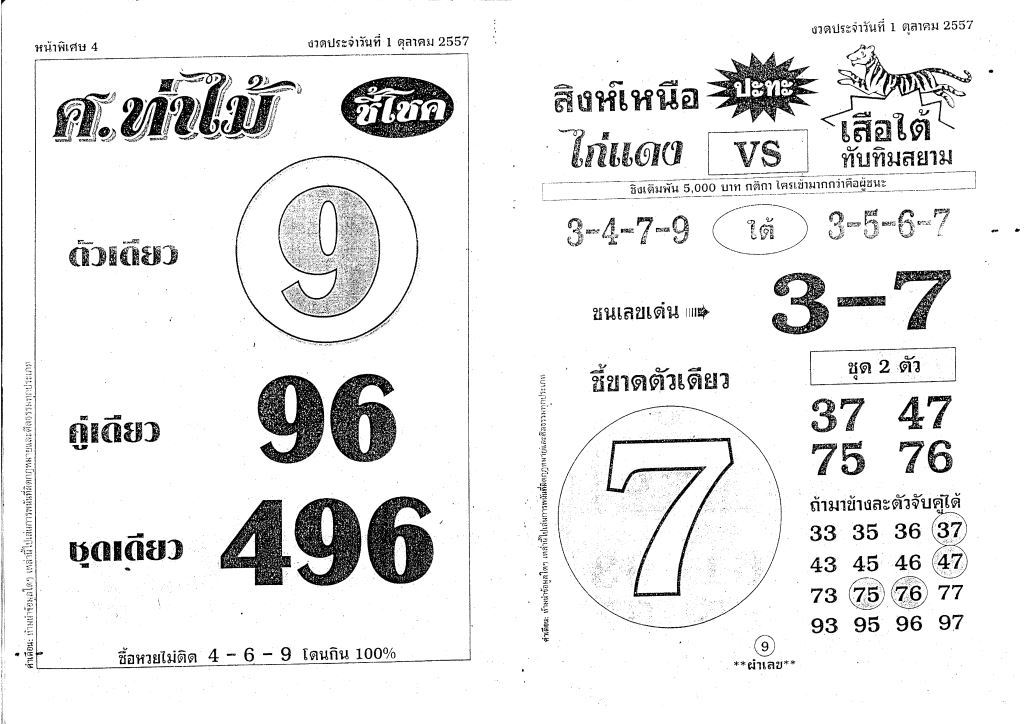 หน้าพิเศษ 4
งวดประจำวันที่ 1 ตุลาคม 2557
ศ.ท่าไม้
ชี้โชค
ตัวเดียว
9
คู่เดียว
96
ชุดเดียว
496
ซื้อหวยไม่ติด 4 - 6 - 9 โดนกิน 100%
งวดประจำวันที่ 1 ตุลาคม 2557
สิงห์เหนือ
ปะทะ
เสือใต้
ไก่แดง
VS
ทับทิมสยาม
ชิงเดิมพัน 5,000 บาท กติกา ใครเข้ามากกว่าคือผู้ชนะ
3-4-7-9
ใต้
3-5-6-7
ชนเลขเด่น
3-7
ชี้ขาดตัวเดียว
7
ชุด 2 ตัว
37 47
75 76
ถ้ามาข้างละตัวจับคู่ได้
33 35 36 37
43 45 46 47
73 75 76 77
93 95 96 97
9
**ผ่าเลข**